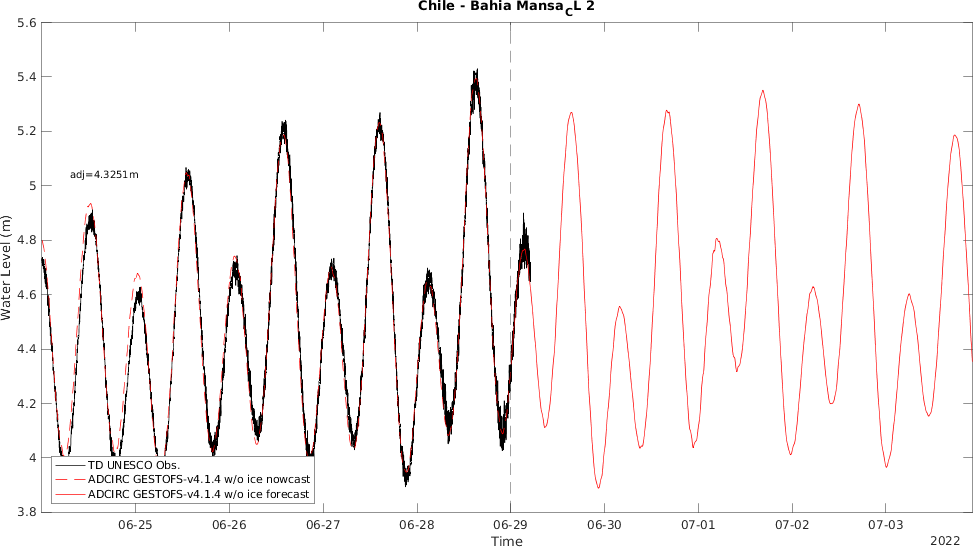 Chile - Bahia MansaCL 2
5.6
5.4
5.2
5
4.8
4.6
4.4
4.2
4
3.8
Water Level (m)
adj=4.3251m
TD UNESCO Obs.
ADCIRC GESTOFS-v4.1.4 w/o ice nowcast
ADCIRC GESTOFS-v4.1.4 w/o ice forecast
06-25 06-26 06-27 06-28 06-29 06-30 07-01 07-02 07-03
Time
2022